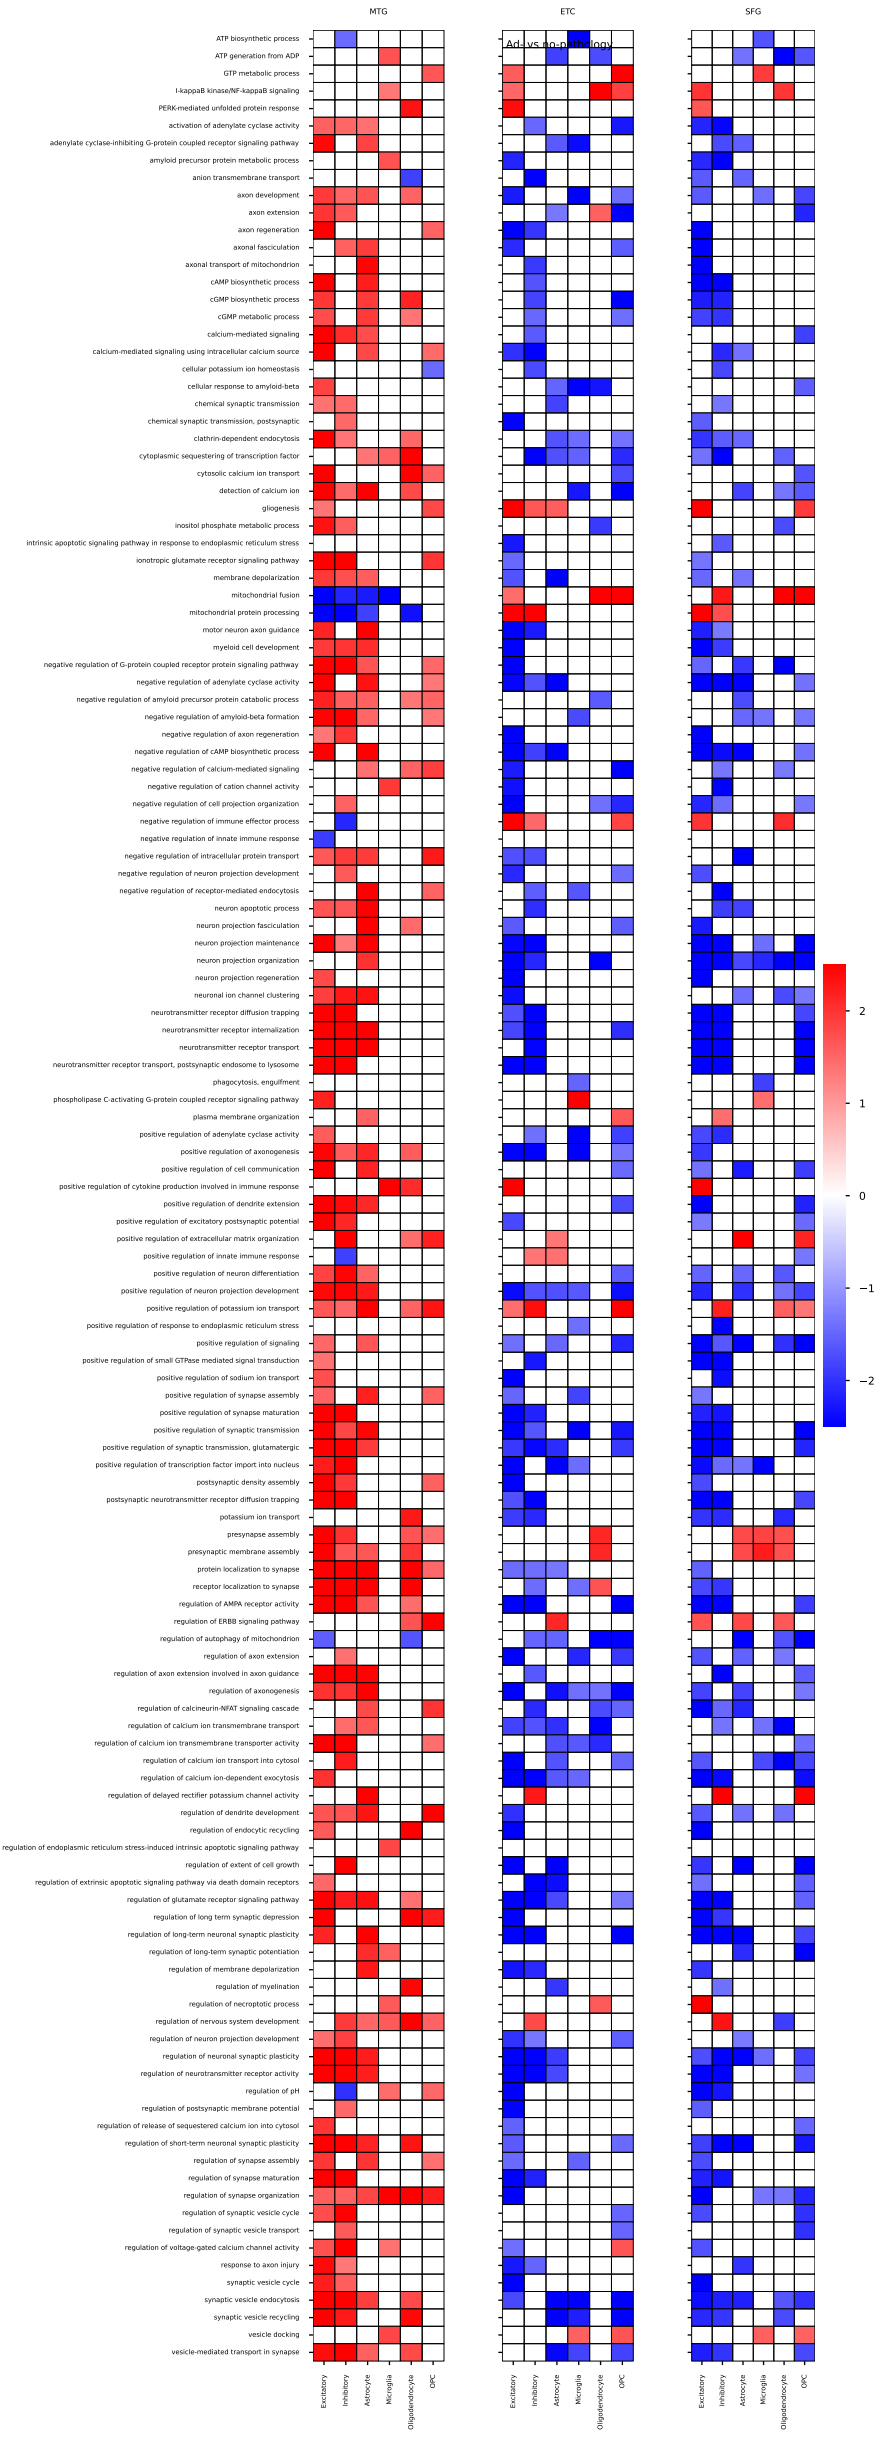 MTG ETC SFG
Ad- vs no-pathology
ATP biosynthetic process
ATP generation from ADP
GTP metabolic process
I-kappaB kinase/NF-kappaB signaling
PERK-mediated unfolded protein response
activation of adenylate cyclase activity
adenylate cyclase-inhibiting G-protein coupled receptor signaling pathway
amyloid precursor protein metabolic process
anion transmembrane transport
axon development
axon extension
axon regeneration
axonal fasciculation
axonal transport of mitochondrion
cAMP biosynthetic process
cGMP biosynthetic process
cGMP metabolic process
calcium-mediated signaling
calcium-mediated signaling using intracellular calcium source
cellular potassium ion homeostasis
cellular response to amyloid-beta
chemical synaptic transmission
chemical synaptic transmission, postsynaptic
clathrin-dependent endocytosis
cytoplasmic sequestering of transcription factor
cytosolic calcium ion transport
detection of calcium ion
gliogenesis
inositol phosphate metabolic process
intrinsic apoptotic signaling pathway in response to endoplasmic reticulum stress
ionotropic glutamate receptor signaling pathway
membrane depolarization
mitochondrial fusion
mitochondrial protein processing
motor neuron axon guidance
myeloid cell development
negative regulation of G-protein coupled receptor protein signaling pathway
negative regulation of adenylate cyclase activity
negative regulation of amyloid precursor protein catabolic process
negative regulation of amyloid-beta formation
negative regulation of axon regeneration
negative regulation of cAMP biosynthetic process
negative regulation of calcium-mediated signaling
negative regulation of cation channel activity
negative regulation of cell projection organization
negative regulation of immune effector process
negative regulation of innate immune response
negative regulation of intracellular protein transport
negative regulation of neuron projection development
negative regulation of receptor-mediated endocytosis
neuron apoptotic process
neuron projection fasciculation
neuron projection maintenance
neuron projection organization
neuron projection regeneration
neuronal ion channel clustering
neurotransmitter receptor diffusion trapping
neurotransmitter receptor internalization
neurotransmitter receptor transport
neurotransmitter receptor transport, postsynaptic endosome to lysosome
phagocytosis, engulfment
phospholipase C-activating G-protein coupled receptor signaling pathway
plasma membrane organization
positive regulation of adenylate cyclase activity
positive regulation of axonogenesis
positive regulation of cell communication
positive regulation of cytokine production involved in immune response
positive regulation of dendrite extension
positive regulation of excitatory postsynaptic potential
positive regulation of extracellular matrix organization
positive regulation of innate immune response
positive regulation of neuron differentiation
positive regulation of neuron projection development
positive regulation of potassium ion transport
positive regulation of response to endoplasmic reticulum stress
positive regulation of signaling
positive regulation of small GTPase mediated signal transduction
positive regulation of sodium ion transport
positive regulation of synapse assembly
positive regulation of synapse maturation
positive regulation of synaptic transmission
positive regulation of synaptic transmission, glutamatergic
positive regulation of transcription factor import into nucleus
postsynaptic density assembly
postsynaptic neurotransmitter receptor diffusion trapping
potassium ion transport
presynapse assembly
presynaptic membrane assembly
protein localization to synapse
receptor localization to synapse
regulation of AMPA receptor activity
regulation of ERBB signaling pathway
regulation of autophagy of mitochondrion
regulation of axon extension
regulation of axon extension involved in axon guidance
regulation of axonogenesis
regulation of calcineurin-NFAT signaling cascade
regulation of calcium ion transmembrane transport
regulation of calcium ion transmembrane transporter activity
regulation of calcium ion transport into cytosol
regulation of calcium ion-dependent exocytosis
regulation of delayed rectifier potassium channel activity
regulation of dendrite development
regulation of endocytic recycling
regulation of endoplasmic reticulum stress-induced intrinsic apoptotic signaling pathway
regulation of extent of cell growth
regulation of extrinsic apoptotic signaling pathway via death domain receptors
regulation of glutamate receptor signaling pathway
regulation of long term synaptic depression
regulation of long-term neuronal synaptic plasticity
regulation of long-term synaptic potentiation
regulation of membrane depolarization
regulation of myelination
regulation of necroptotic process
regulation of nervous system development
regulation of neuron projection development
regulation of neuronal synaptic plasticity
regulation of neurotransmitter receptor activity
regulation of pH
regulation of postsynaptic membrane potential
regulation of release of sequestered calcium ion into cytosol
regulation of short-term neuronal synaptic plasticity
regulation of synapse assembly
regulation of synapse maturation
regulation of synapse organization
regulation of synaptic vesicle cycle
regulation of synaptic vesicle transport
regulation of voltage-gated calcium channel activity
response to axon injury
synaptic vesicle cycle
synaptic vesicle endocytosis
synaptic vesicle recycling
vesicle docking
vesicle-mediated transport in synapse
Excitatory
Inhibitory
Astrocyte
Microglia
Oligodendrocyte
OPC
Excitatory
Inhibitory
Astrocyte
Microglia
Oligodendrocyte
OPC
Excitatory
Inhibitory
Astrocyte
Microglia
Oligodendrocyte
OPC
2
1
0
−1
−2